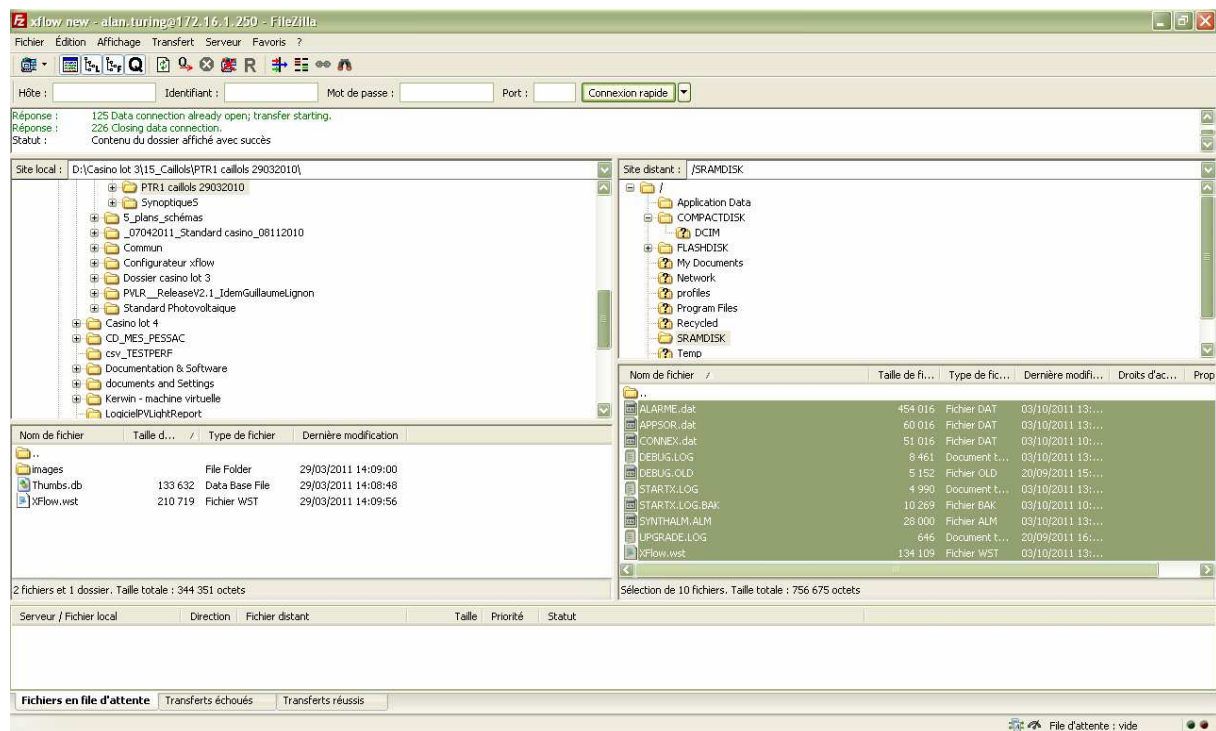 xflow new - alan.turing@172.16.1.250 - FileZilla
Fichier Édition Affichage Transfert Serveur Favoris ?
Hôte : Identifiant : Mot de passe : Port : Connexion rapide
Réponse : 125 Data connection already open; transfer starting.
Réponse : 226 Closing data connection.
Statut : Contenu du dossier affiché avec succès
Site local : D:\Casino lot 3\15_Caillols\PTR1 caillols 29032010\
PTR1 caillols 29032010
SynoptiqueS
5_plans_schémas
_07042011_Standard casino_08112010
Commun
Configurateur xflow
Dossier casino lot 3
PVLR__ReleaseV2.1_IdemGuillaumeLignon
Standard Photovoltaique
Casino lot 4
CD_MES_PESSAC
csv_TESTPERF
Documentation & Software
documents and Settings
Kerwin - machine virtuelle
LogicielPVLightReport
Nom de fichier Taille d... / Type de fichier Dernière modification
..
images File Folder 29/03/2011 14:09:00
Thumbs.db 133 632 Data Base File 29/03/2011 14:08:48
XFlow.wst 210 719 Fichier WST 29/03/2011 14:09:56
2 fichiers et 1 dossier. Taille totale : 344 351 octets
Site distant : /SRAMDISK
/
Application Data
COMPACTDISK
DCIM
FLASHDISK
My Documents
Network
profiles
Program Files
Recycled
SRAMDISK
Temp
Nom de fichier / Taille de fi... Type de fic... Dernière modifi... Droits d'ac... Prop
..
ALARME.dat 454 016 Fichier DAT 03/10/2011 13:...
APPSOR.dat 60 016 Fichier DAT 03/10/2011 13:...
CONNEX.dat 51 016 Fichier DAT 03/10/2011 10:...
DEBUG.LOG 8 461 Document t... 03/10/2011 13:...
DEBUG.OLD 5 152 Fichier OLD 20/09/2011 15:...
STARTX.LOG 4 990 Document t... 03/10/2011 13:...
STARTX.LOG.BAK 10 269 Fichier BAK 03/10/2011 10:...
SYNTHALM.ALM 28 000 Fichier ALM 03/10/2011 13:...
UPGRADE.LOG 646 Document t... 20/09/2011 16:...
XFlow.wst 134 109 Fichier WST 03/10/2011 13:...
Sélection de 10 fichiers. Taille totale : 756 675 octets
Serveur / Fichier local Direction Fichier distant Taille Priorité Statut
Fichiers en file d'attente Transferts échoués Transferts réussis
File d'attente : vide